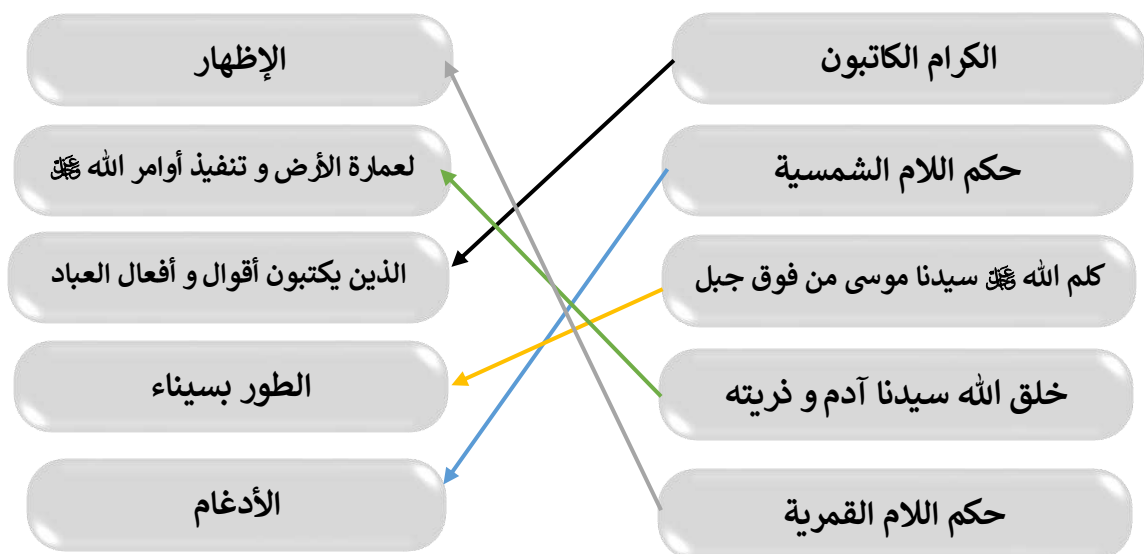 الكرام الكاتبون
حكم اللام الشمسية
كلم الله ﷻ سيدنا موسى من فوق جبل
خلق الله سيدنا آدم و ذريته
حكم اللام القمرية
الإظهار
لعمارة الأرض و تنفيذ أوامر الله ﷻ
الذين يكتبون أقوال و أفعال العباد
الطور بسيناء
الأدغام